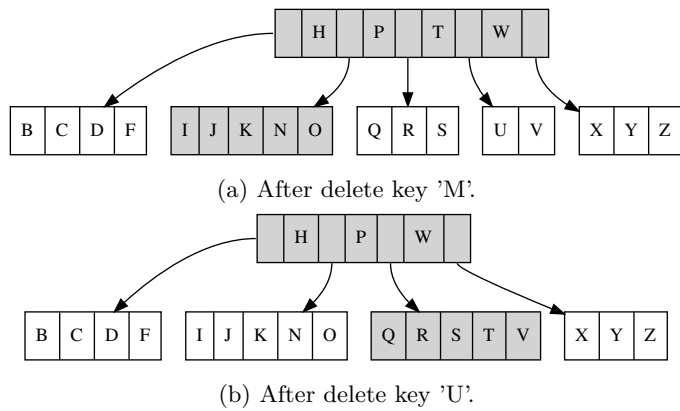 H P T W
B C D F I J K N O Q R S U V X Y Z
(a) After delete key ’M’.
H P W
B C D F I J K N O Q R S T V X Y Z
(b) After delete key ’U’.